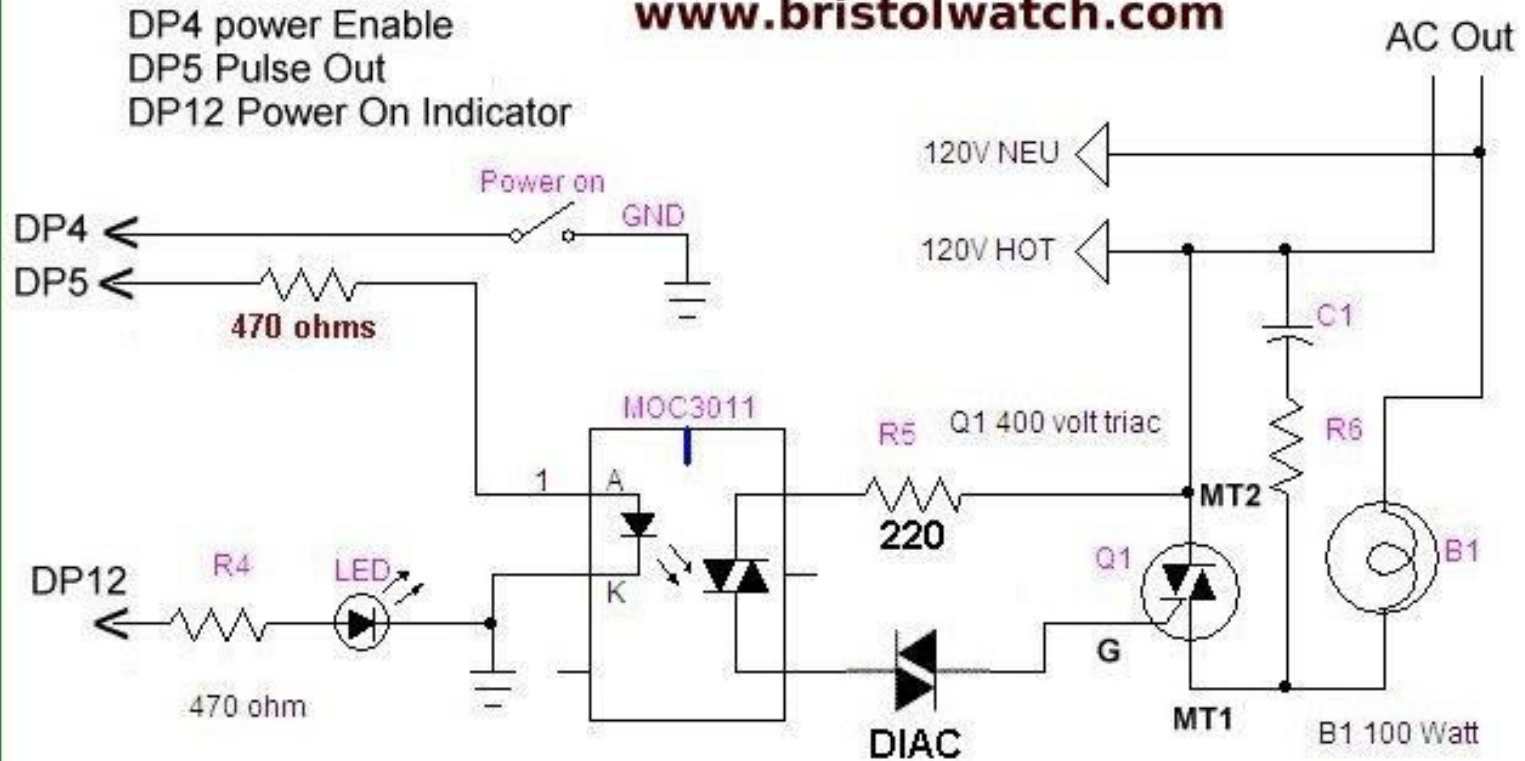 www.bristolwatch.com
DP4 power Enable
DP5 Pulse Out
DP12 Power On Indicator
AC Out
120V NEU
Power on
GND
DP4
120V HOT
DP5
470 ohms
C1
MOC3011
R5
Q1 400 volt triac
R6
1
A
MT2
220
R4
LED
Q1
B1
DP12
K
G
470 ohm
MT1
B1 100 Watt
DIAC